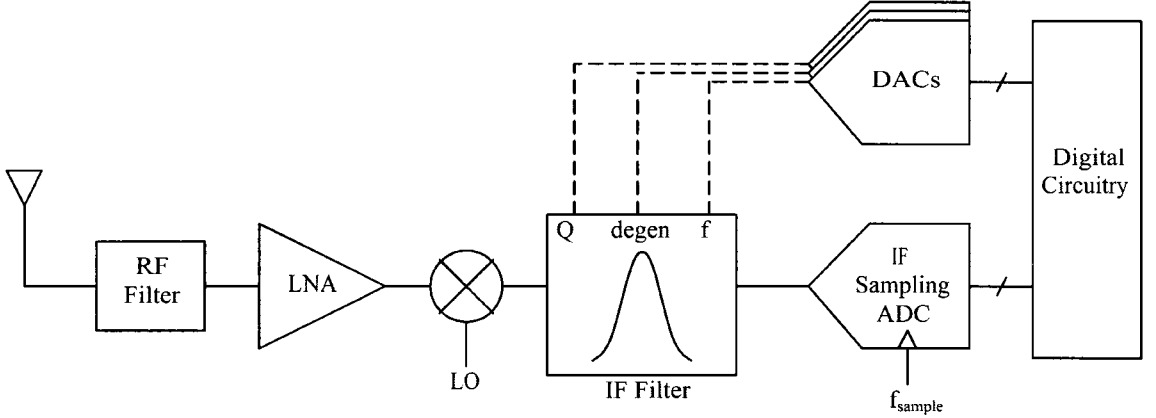 DACs
Digital
Circuitry
Q degen f
RF
Filter
LNA
IF
Sampling
ADC
LO
IF Filter
fsample